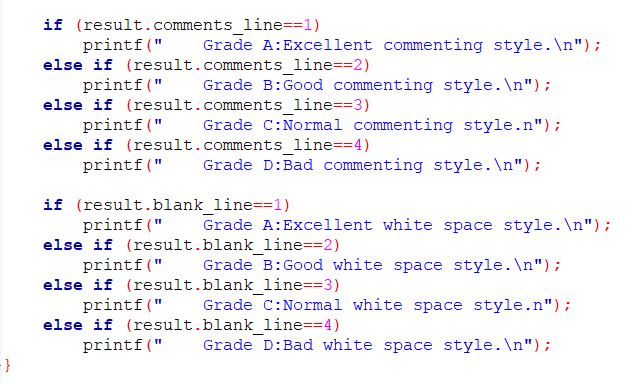 if (result.comments_line==1)
    printf("    Grade A:Excellent commenting style.\n");
else if (result.comments_line==2)
    printf("    Grade B:Good commenting style.\n");
else if (result.comments_line==3)
    printf("    Grade C:Normal commenting style.n");
else if (result.comments_line==4)
    printf("    Grade D:Bad commenting style.\n");

if (result.blank_line==1)
    printf("    Grade A:Excellent white space style.\n");
else if (result.blank_line==2)
    printf("    Grade B:Good white space style.\n");
else if (result.blank_line==3)
    printf("    Grade C:Normal white space style.n");
else if (result.blank_line==4)
    printf("    Grade D:Bad white space style.\n");
}